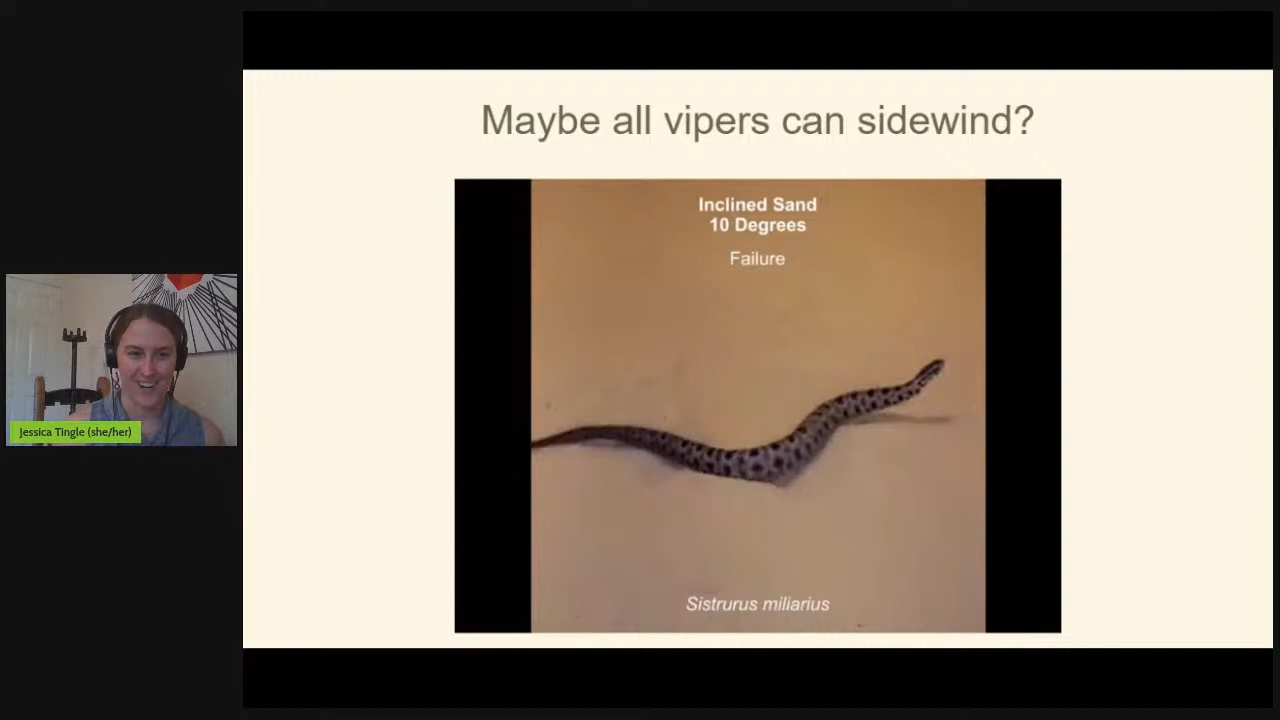 Maybe all vipers can sidewind?
Inclined Sand
10 Degrees
Failure
Sistrurus miliarius
Jessica Tingle (she/her)